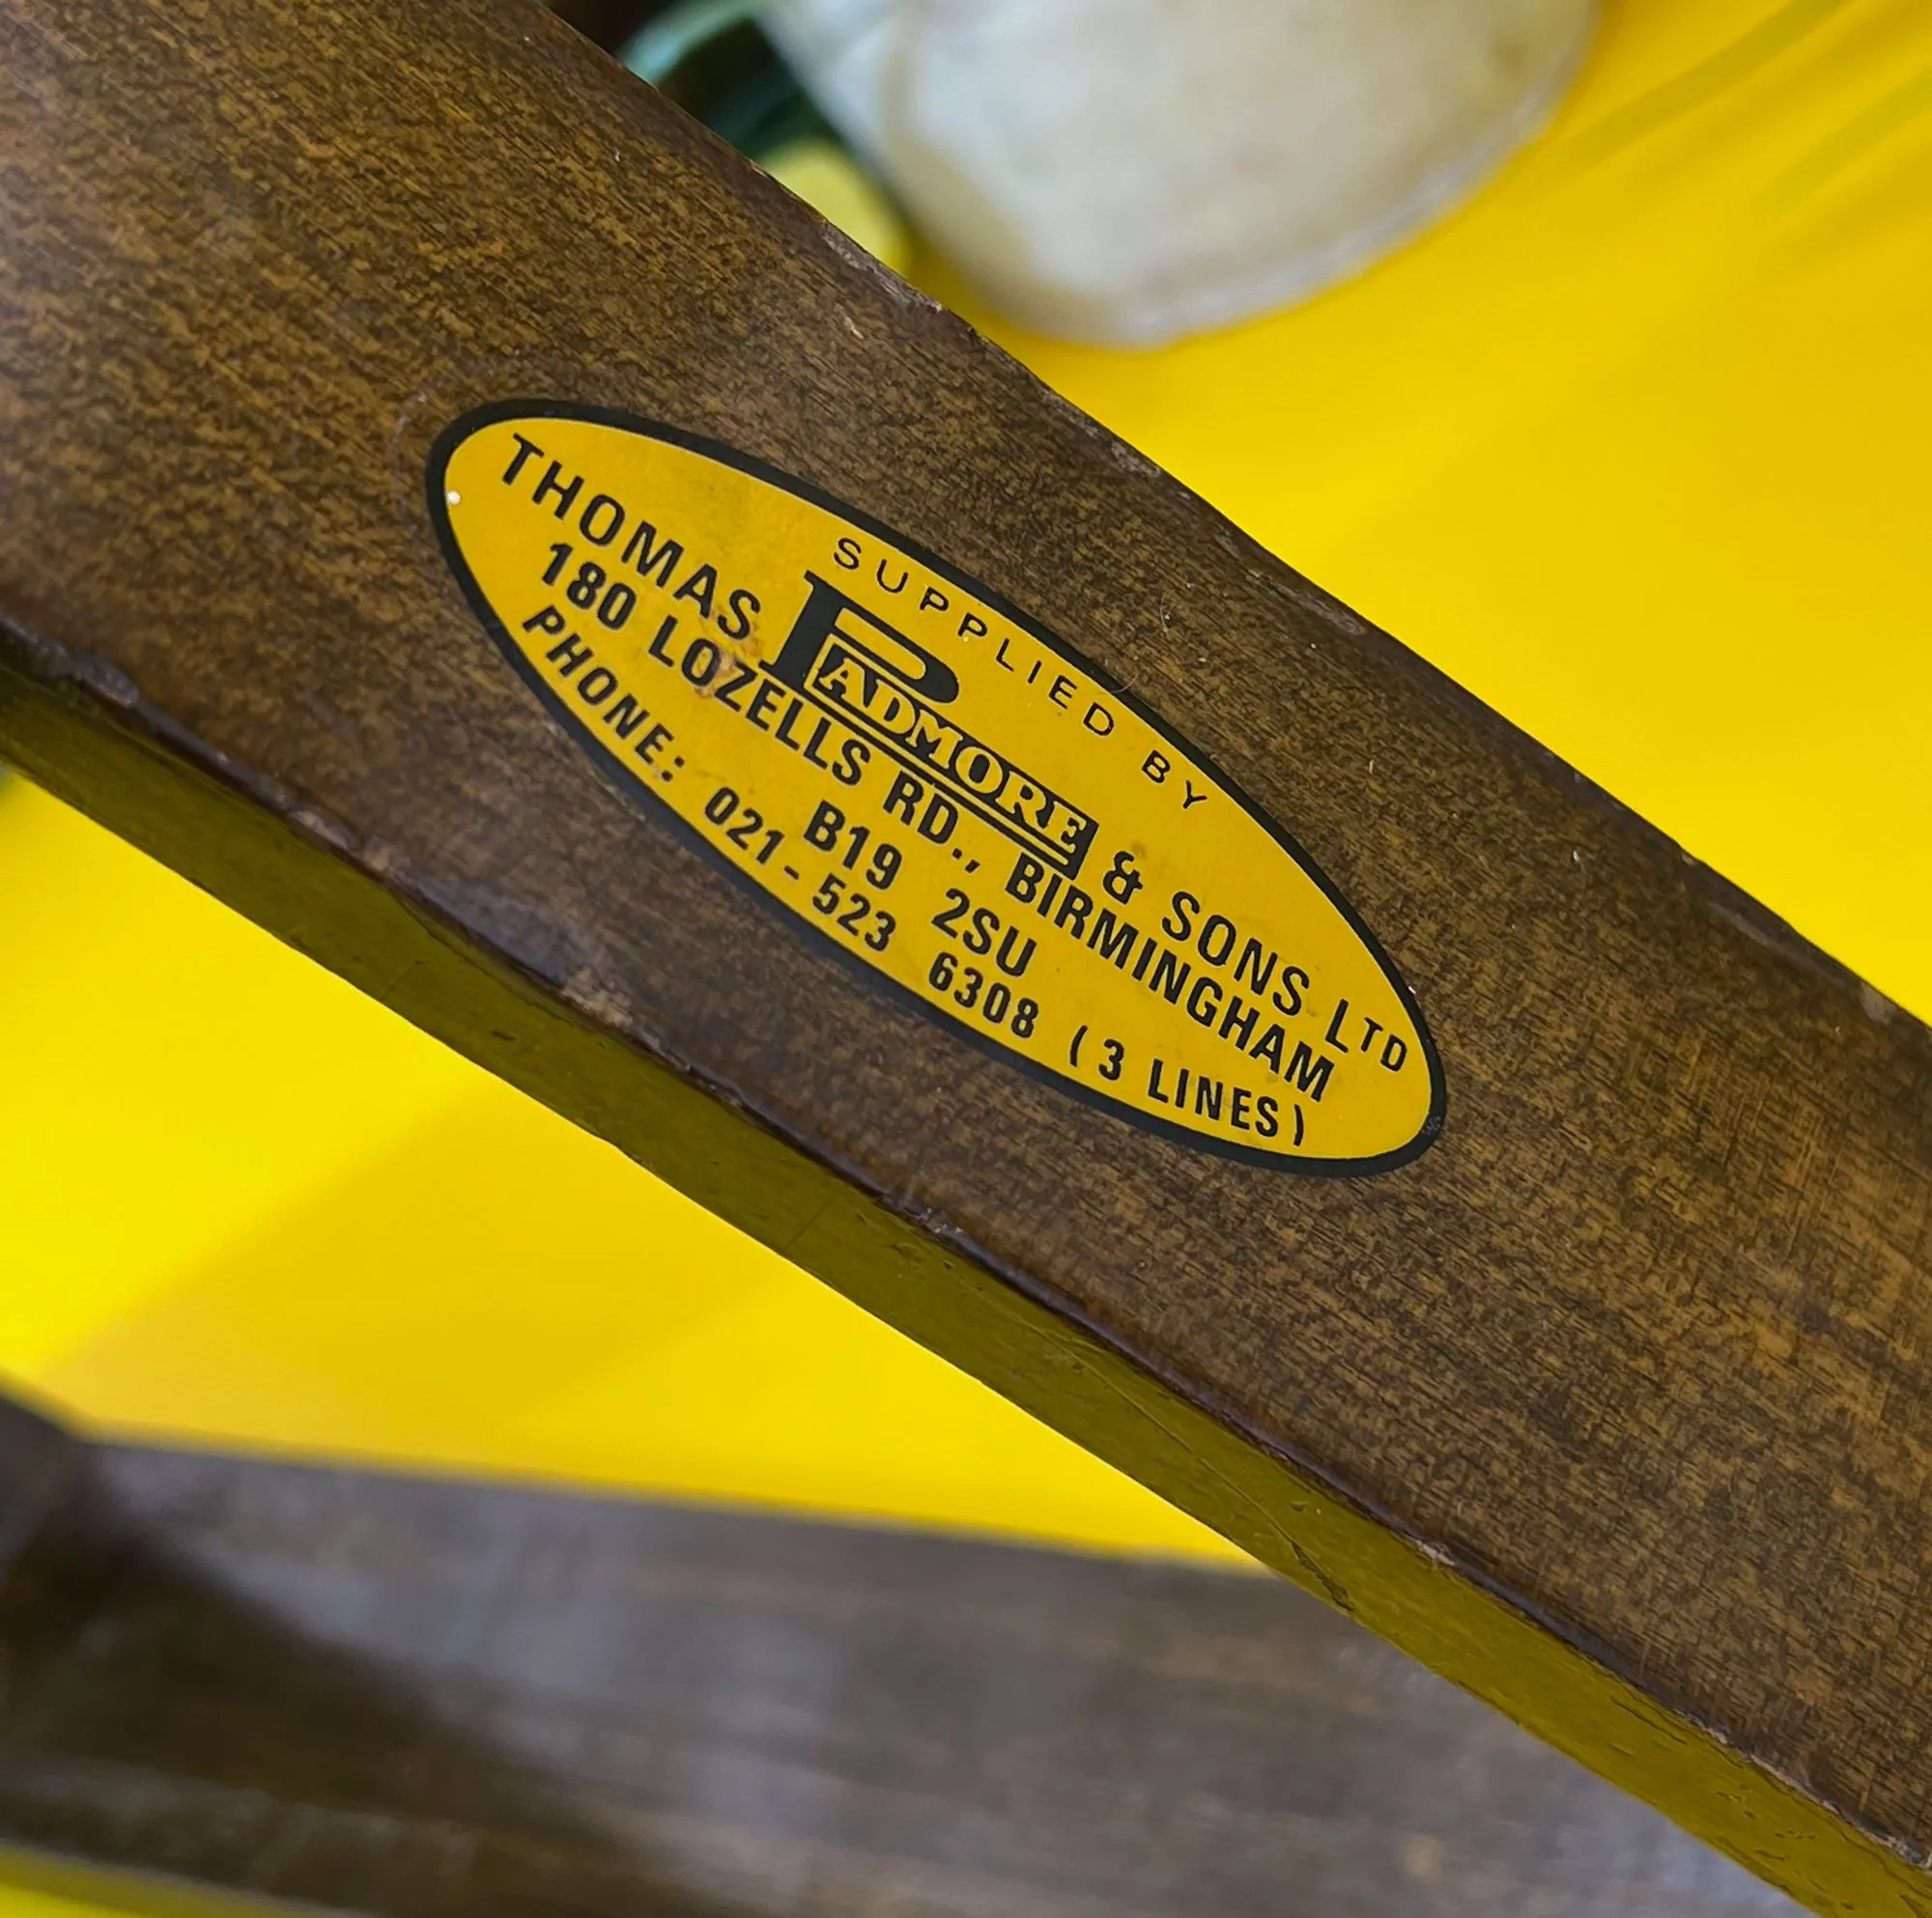 SUPPLIED BY
THOMAS PADMORE & SONS LTD
180 LOZELLS RD., BIRMINGHAM
B19 2SU
PHONE: 021-523 6308 (3 LINES)